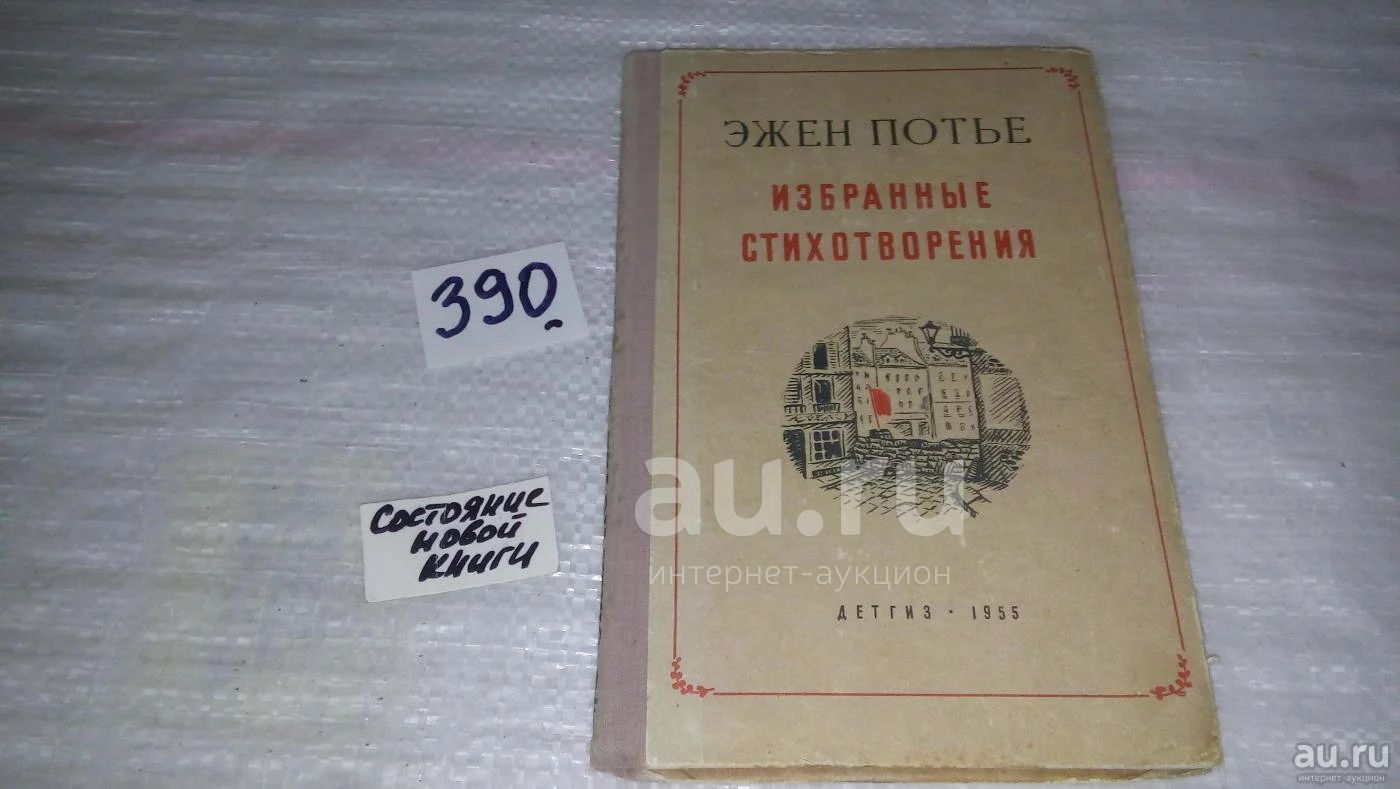 ЭЖЕН ПОТЬЕ
ИЗБРАННЫЕ
СТИХОТВОРЕНИЯ
390
Состояние
новой
книги
au.ru
интернет-аукцион
ДЕТГИЗ • 1955
au.ru
интернет-аукцион